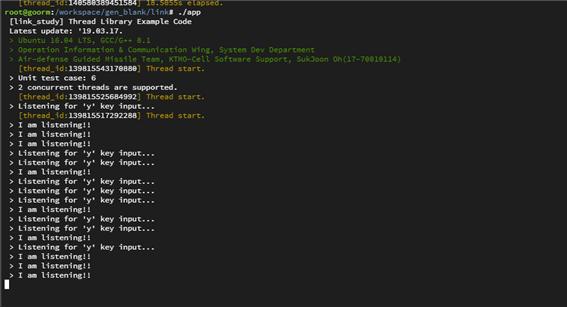 [thread_id:140580389451584] 18.5055s elapsed.
root@goorm:/workspace/gen_blank/link# ./app
[link_study] Thread Library Example Code
Latest update: '19.03.17.
> Ubuntu 16.04 LTS, GCC/G++ 8.1
> Operation Information & Communication Wing, System Dev Department
> Air-defense Guided Missile Team, KTMO-Cell Software Support, SukJoon Oh(17-70010114)
[thread_id:139815543170880] Thread start.
> Unit test case: 6
> 2 concurrent threads are supported.
[thread_id:139815525684992] Thread start.
> Listening for 'y' key input...
[thread_id:139815517292288] Thread start.
> I am listening!!
> I am listening!!
> I am listening!!
> Listening for 'y' key input...
> Listening for 'y' key input...
> I am listening!!
> Listening for 'y' key input...
> Listening for 'y' key input...
> Listening for 'y' key input...
> I am listening!!
> Listening for 'y' key input...
> Listening for 'y' key input...
> I am listening!!
> Listening for 'y' key input...
> I am listening!!
> I am listening!!
> I am listening!!